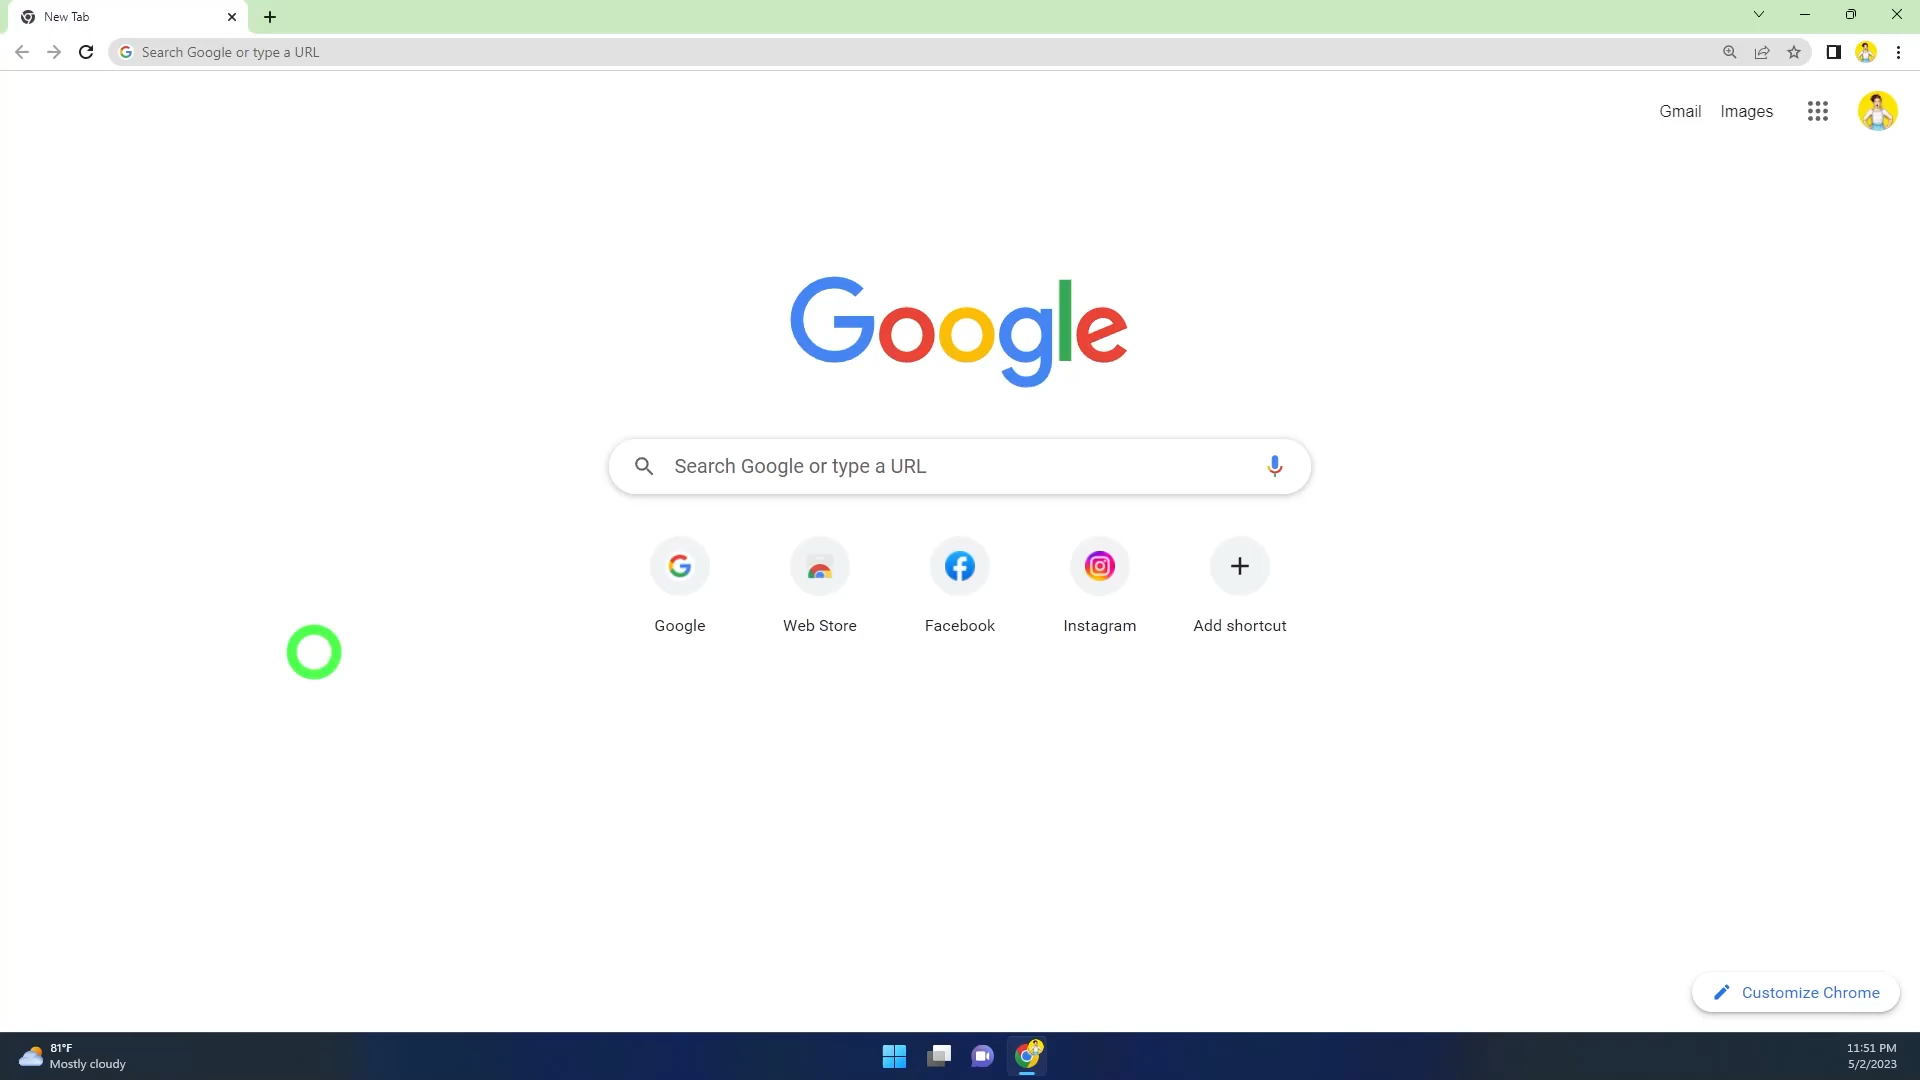 New Tab
Search Google or type a URL
Gmail Images
Google
Search Google or type a URL
Google Web Store Facebook Instagram Add shortcut
Customize Chrome
81°F
Mostly cloudy
11:51 PM
5/2/2023